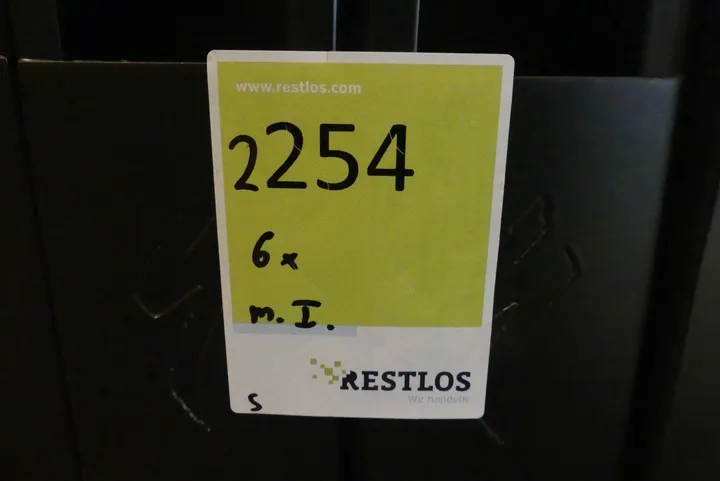 www.restlos.com
2254
6x
m. I.
RESTLOS
Wir handeln.
S